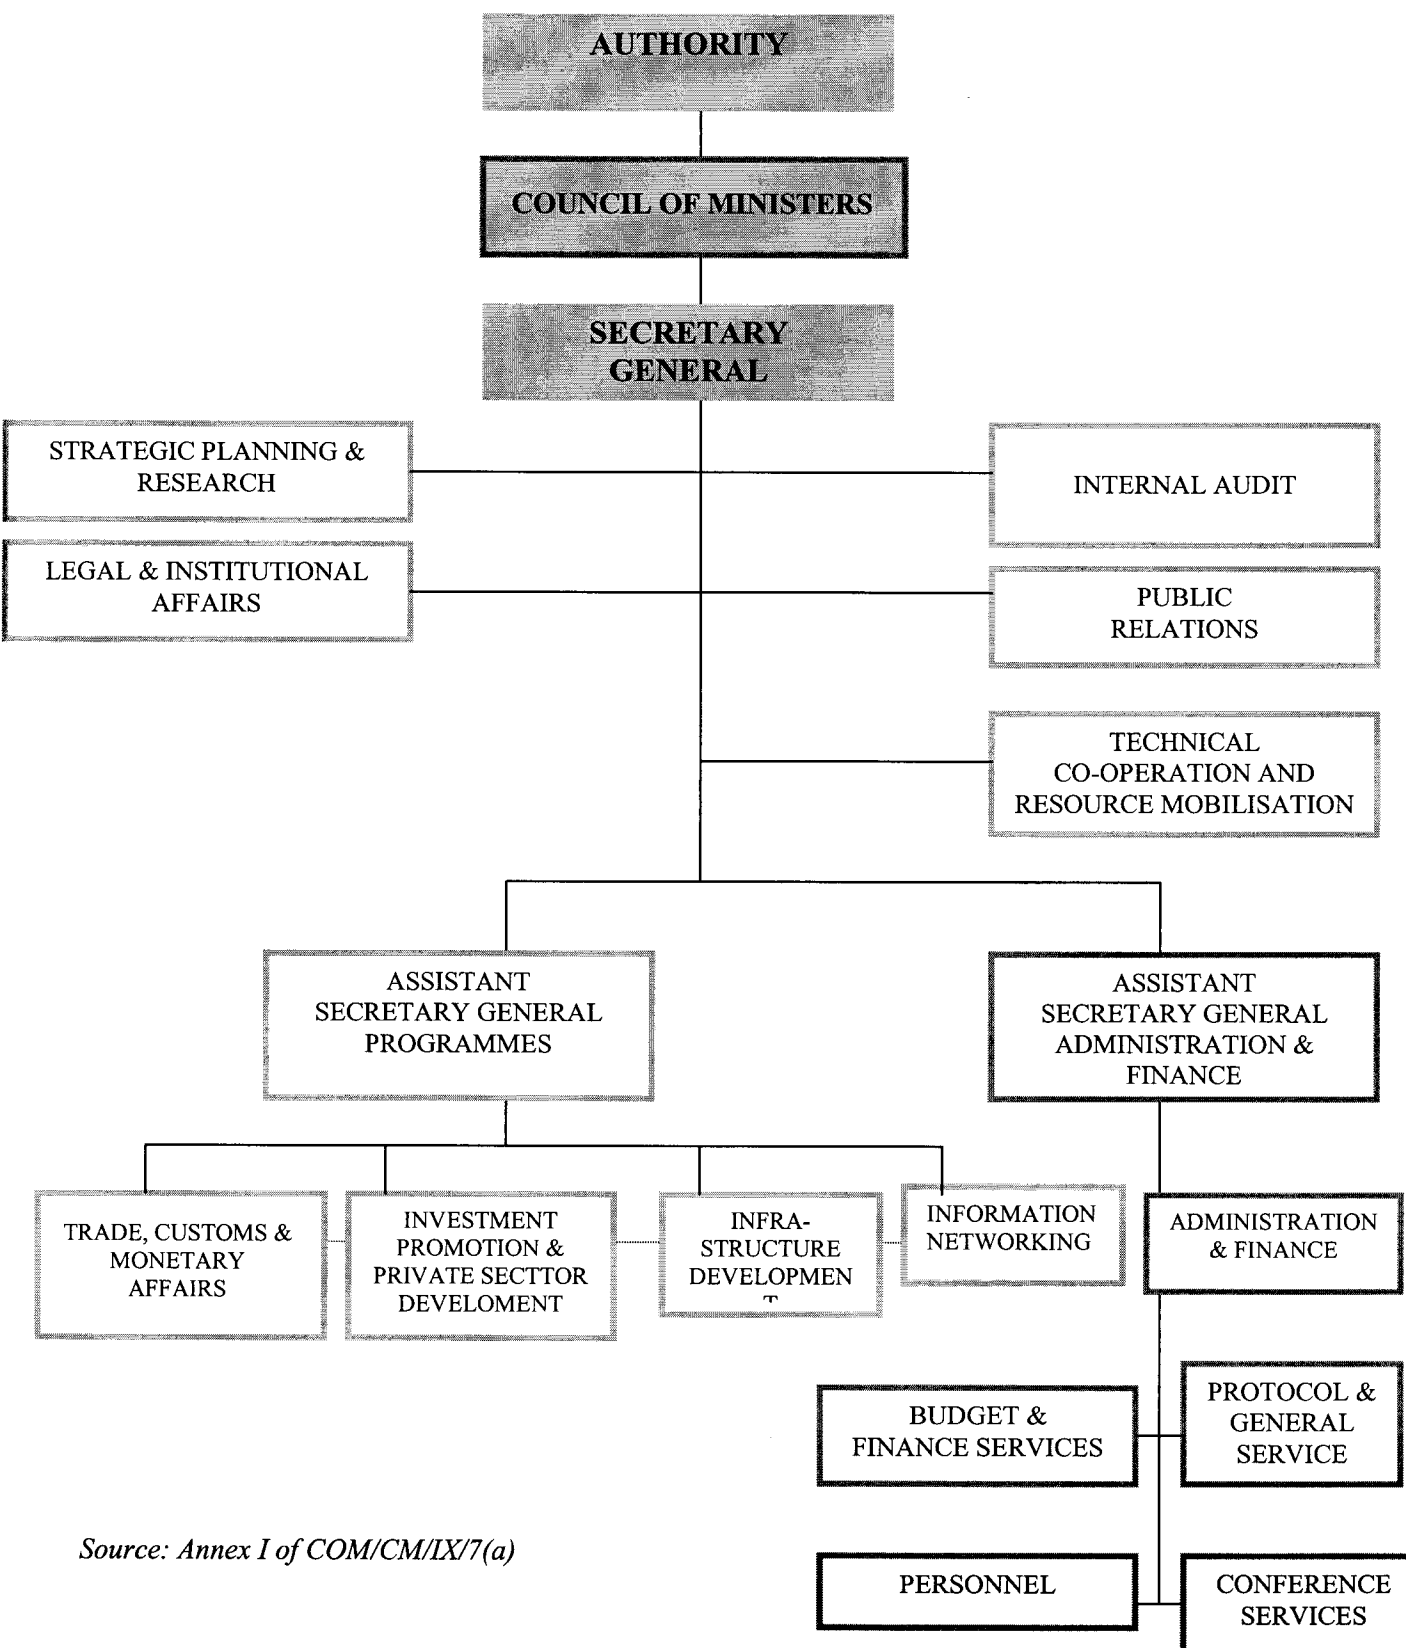 AUTHORITY
COUNCIL OF MINISTERS
SECRETARY
GENERAL
STRATEGIC PLANNING &
RESEARCH
INTERNAL AUDIT
LEGAL & INSTITUTIONAL
AFFAIRS
PUBLIC
RELATIONS
TECHNICAL
CO-OPERATION AND
RESOURCE MOBILISATION
ASSISTANT
SECRETARY GENERAL
PROGRAMMES
ASSISTANT
SECRETARY GENERAL
ADMINISTRATION &
FINANCE
TRADE, CUSTOMS &
MONETARY
AFFAIRS
INVESTMENT
PROMOTION &
PRIVATE SECTTOR
DEVELOMENT
INFRA-
STRUCTURE
DEVELOPMEN
T
INFORMATION
NETWORKING
ADMINISTRATION
& FINANCE
BUDGET &
FINANCE SERVICES
PROTOCOL &
GENERAL
SERVICE
PERSONNEL
CONFERENCE
SERVICES
Source: Annex I of COM/CM/IX/7(a)